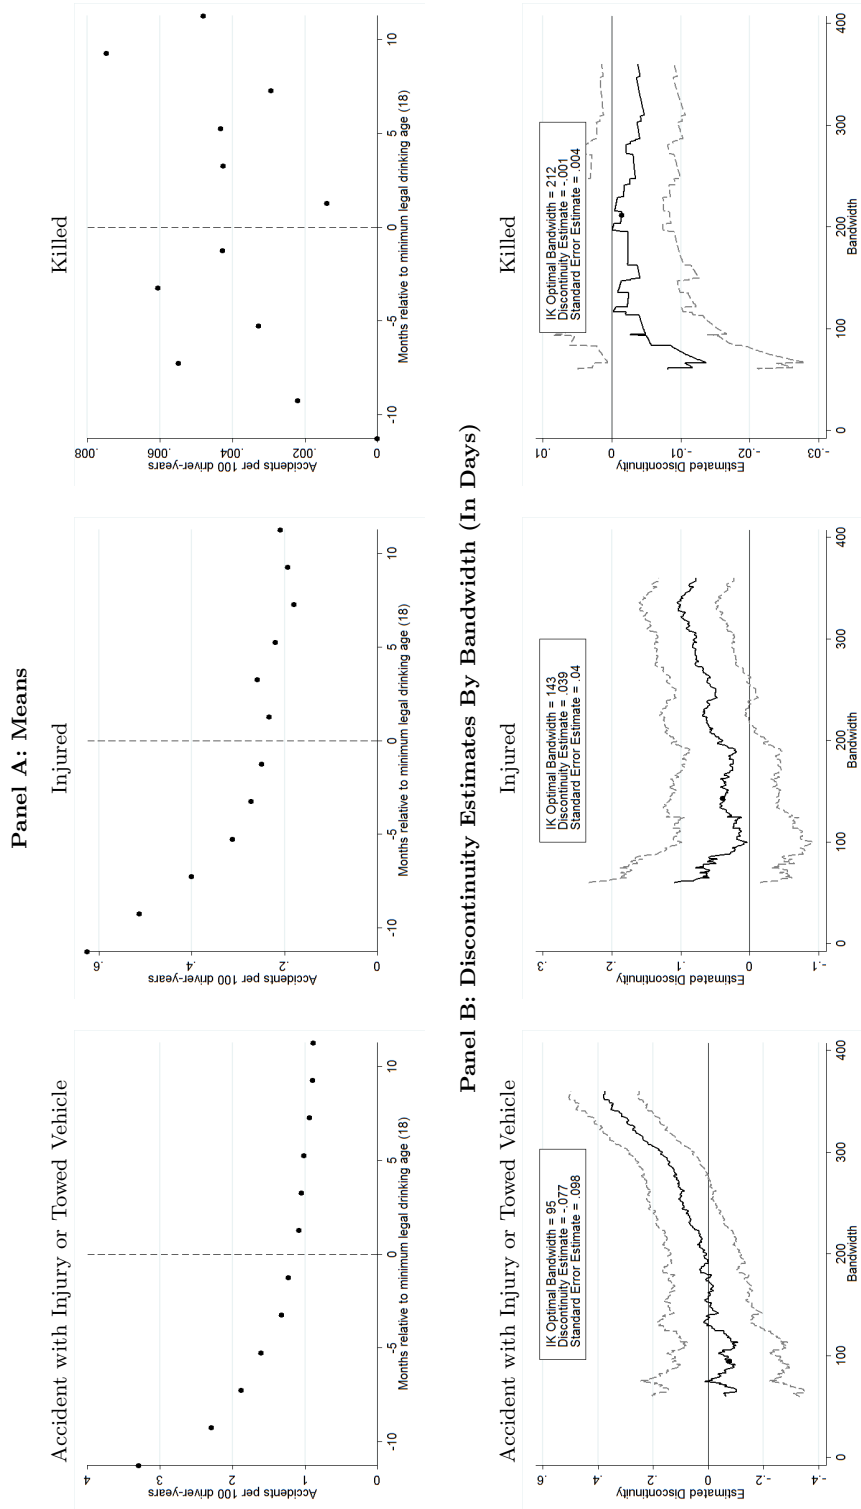 Panel A: Means
Accident with Injury or Towed Vehicle
Accidents per 100 driver-years
4
3
2
1
0
-10
-5
0
5
10
Months relative to minimum legal drinking age (18)
Injured
Accidents per 100 driver-years
.6
.4
.2
0
-10
-5
0
5
10
Months relative to minimum legal drinking age (18)
Killed
Accidents per 100 driver-years
.008
.006
.004
.002
0
-10
-5
0
5
10
Months relative to minimum legal drinking age (18)
Panel B: Discontinuity Estimates By Bandwidth (In Days)
Accident with Injury or Towed Vehicle
IK Optimal Bandwidth = 95
Discontinuity Estimate = -.077
Standard Error Estimate = .098
Estimated Discontinuity
.6
.4
.2
0
-.2
-.4
0
100
200
300
400
Bandwidth
Injured
IK Optimal Bandwidth = 143
Discontinuity Estimate = .039
Standard Error Estimate = .04
Estimated Discontinuity
.3
.2
.1
0
-.1
0
100
200
300
400
Bandwidth
Killed
IK Optimal Bandwidth = 212
Discontinuity Estimate = -.001
Standard Error Estimate = .004
Estimated Discontinuity
.01
0
-.01
-.02
-.03
0
100
200
300
400
Bandwidth